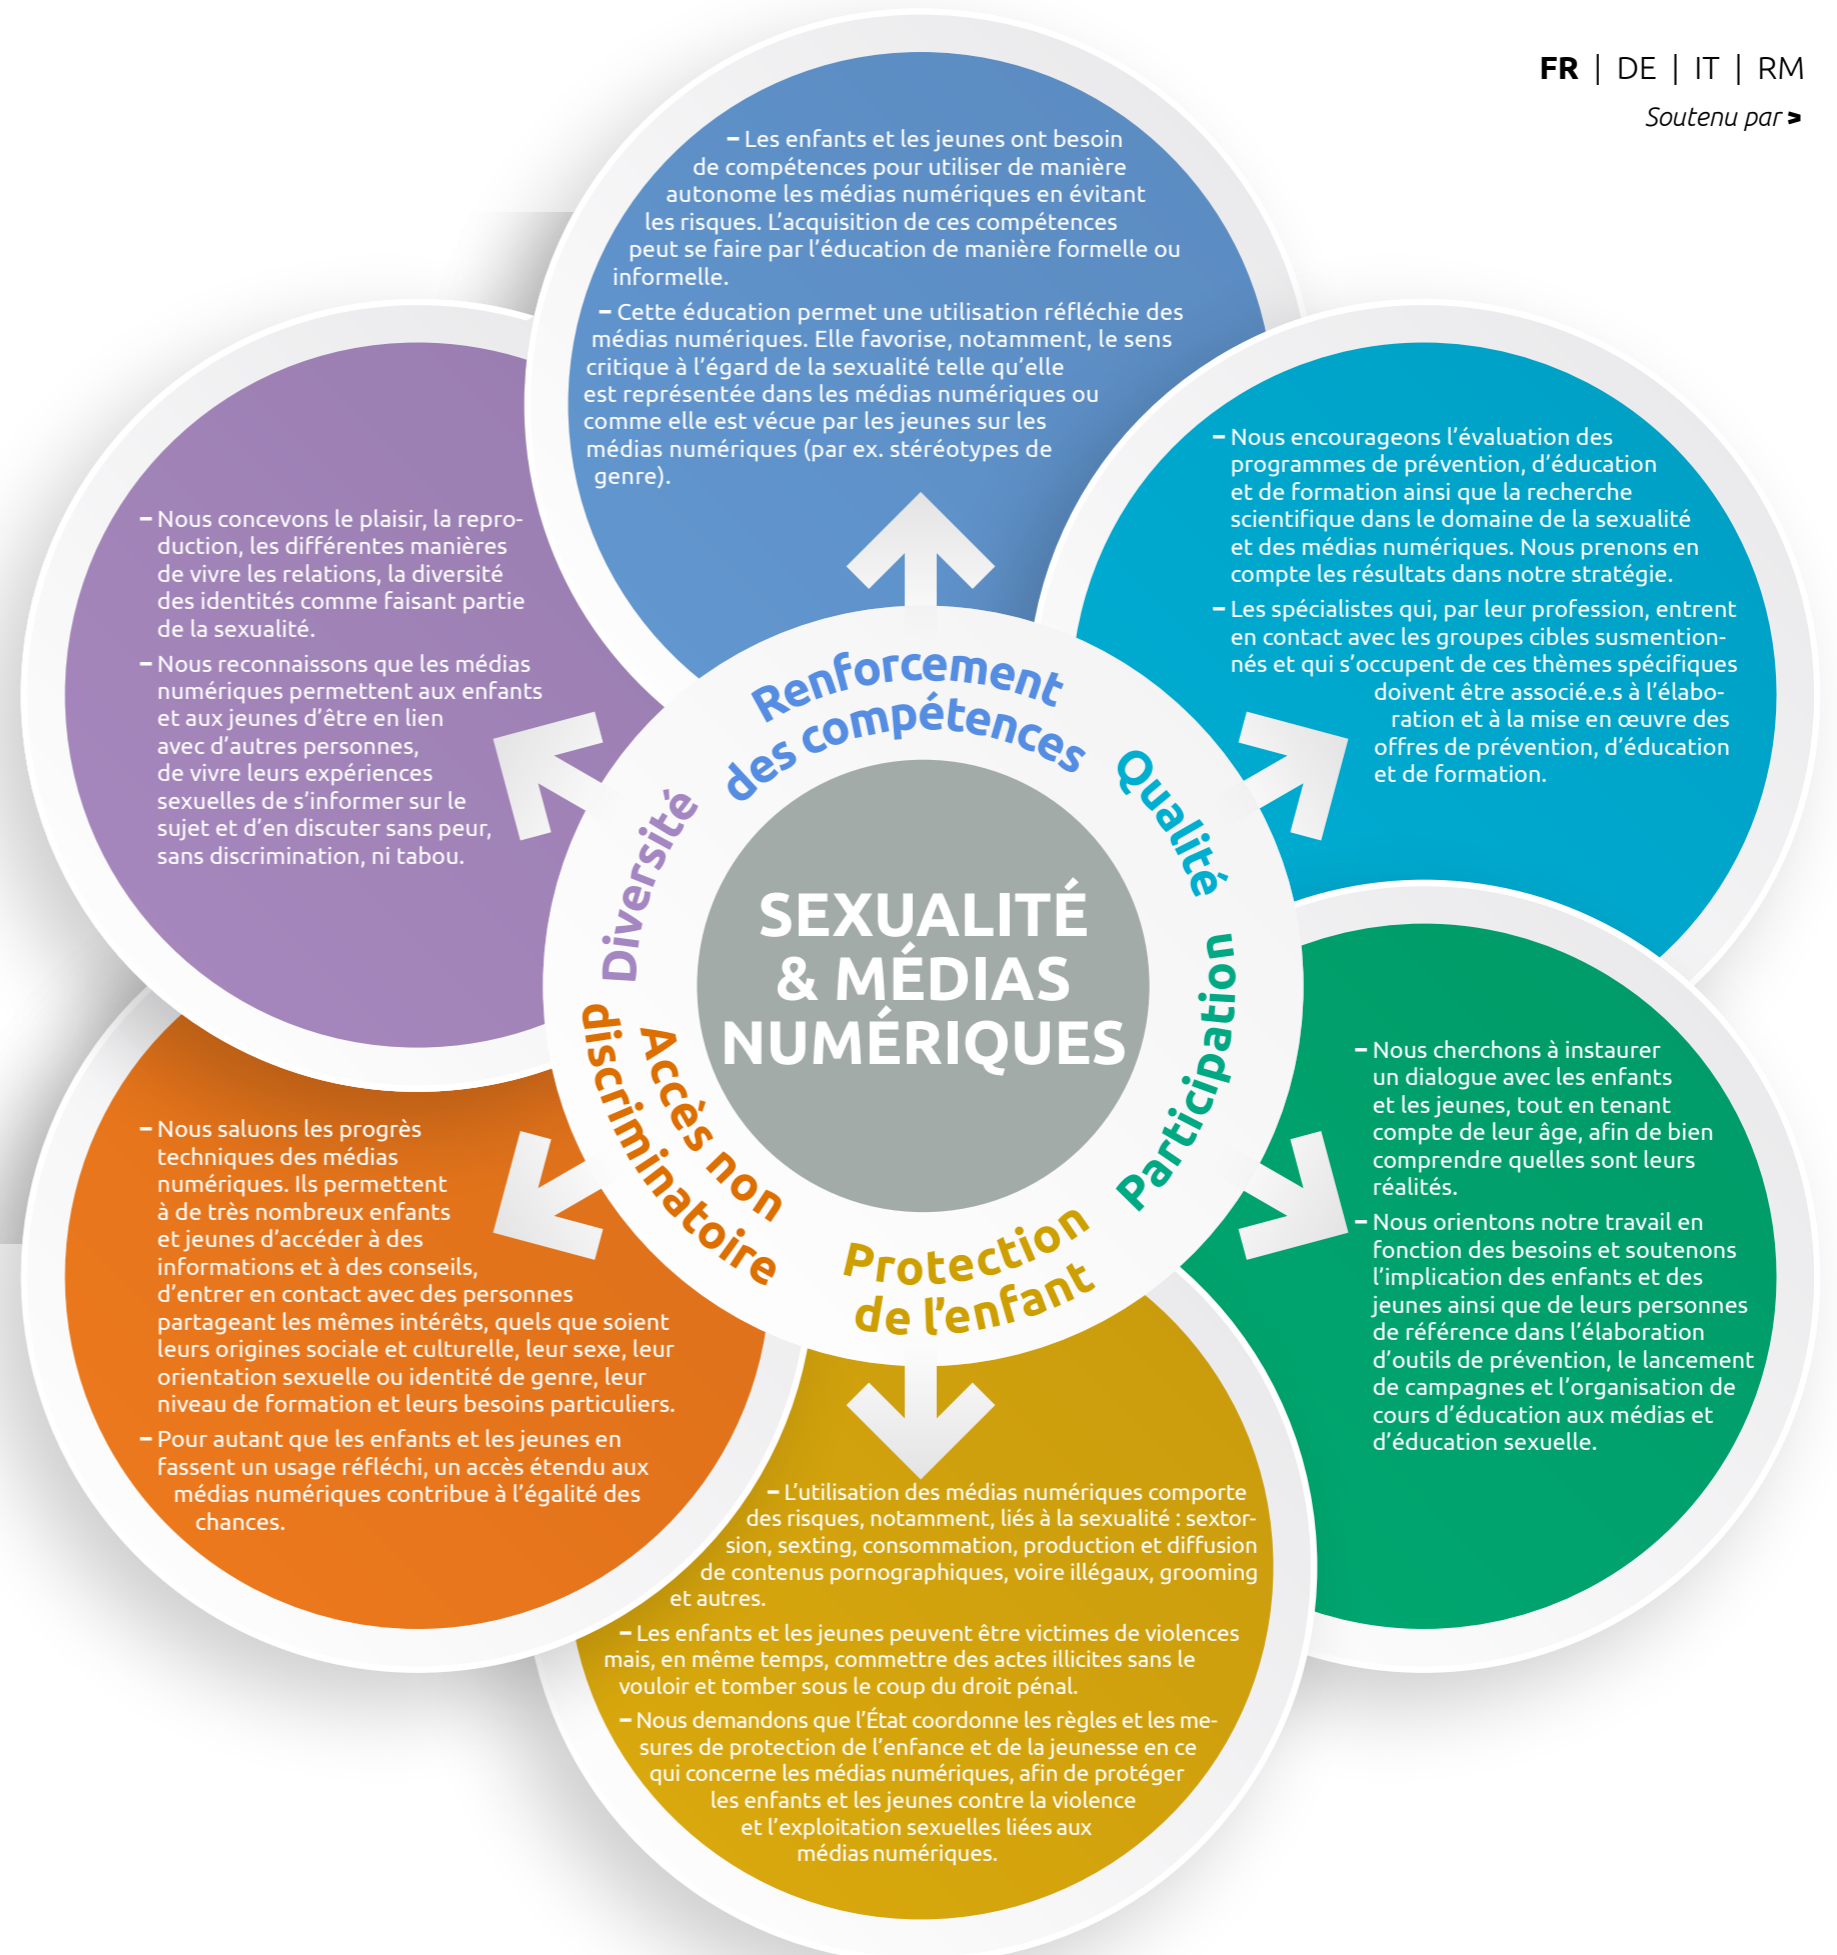 FR | DE | IT | RM
Soutenu par >
– Les enfants et les jeunes ont besoin
de compétences pour utiliser de manière
autonome les médias numériques en évitant
les risques. L’acquisition de ces compétences
peut se faire par l’éducation de manière formelle ou
informelle.
– Cette éducation permet une utilisation réfléchie des
médias numériques. Elle favorise, notamment, le sens
critique à l’égard de la sexualité telle qu’elle
est représentée dans les médias numériques ou
comme elle est vécue par les jeunes sur les
médias numériques (par ex. stéréotypes de
genre).
– Nous encourageons l’évaluation des
programmes de prévention, d’éducation
et de formation ainsi que la recherche
scientifique dans le domaine de la sexualité
et des médias numériques. Nous prenons en
compte les résultats dans notre stratégie.
– Les spécialistes qui, par leur profession, entrent
en contact avec les groupes cibles susmention-
nés et qui s’occupent de ces thèmes spécifiques
doivent être associé.e.s à l’élabo-
ration et à la mise en œuvre des
offres de prévention, d’éducation
et de formation.
– Nous concevons le plaisir, la repro-
duction, les différentes manières
de vivre les relations, la diversité
des identités comme faisant partie
de la sexualité.
– Nous reconnaissons que les médias
numériques permettent aux enfants
et aux jeunes d’être en lien
avec d’autres personnes,
de vivre leurs expériences
sexuelles de s’informer sur le
sujet et d’en discuter sans peur,
sans discrimination, ni tabou.
Renforcement
des compétences
Qualité
Diversité
SEXUALITÉ
& MÉDIAS
NUMÉRIQUES
Participation
Accès non
discriminatoire
Protection
de l’enfant
– Nous cherchons à instaurer
un dialogue avec les enfants
et les jeunes, tout en tenant
compte de leur âge, afin de bien
comprendre quelles sont leurs
réalités.
– Nous orientons notre travail en
fonction des besoins et soutenons
l’implication des enfants et des
jeunes ainsi que de leurs personnes
de référence dans l’élaboration
d’outils de prévention, le lancement
de campagnes et l’organisation de
cours d’éducation aux médias et
d’éducation sexuelle.
– Nous saluons les progrès
techniques des médias
numériques. Ils permettent
à de très nombreux enfants
et jeunes d’accéder à des
informations et à des conseils,
d’entrer en contact avec des personnes
partageant les mêmes intérêts, quels que soient
leurs origines sociale et culturelle, leur sexe, leur
orientation sexuelle ou identité de genre, leur
niveau de formation et leurs besoins particuliers.
– Pour autant que les enfants et les jeunes en
fassent un usage réfléchi, un accès étendu aux
médias numériques contribue à l’égalité des
chances.
– L’utilisation des médias numériques comporte
des risques, notamment, liés à la sexualité : sextor-
sion, sexting, consommation, production et diffusion
de contenus pornographiques, voire illégaux, grooming
et autres.
– Les enfants et les jeunes peuvent être victimes de violences
mais, en même temps, commettre des actes illicites sans le
vouloir et tomber sous le coup du droit pénal.
– Nous demandons que l’État coordonne les règles et les me-
sures de protection de l’enfance et de la jeunesse en ce
qui concerne les médias numériques, afin de protéger
les enfants et les jeunes contre la violence
et l’exploitation sexuelles liées aux
médias numériques.